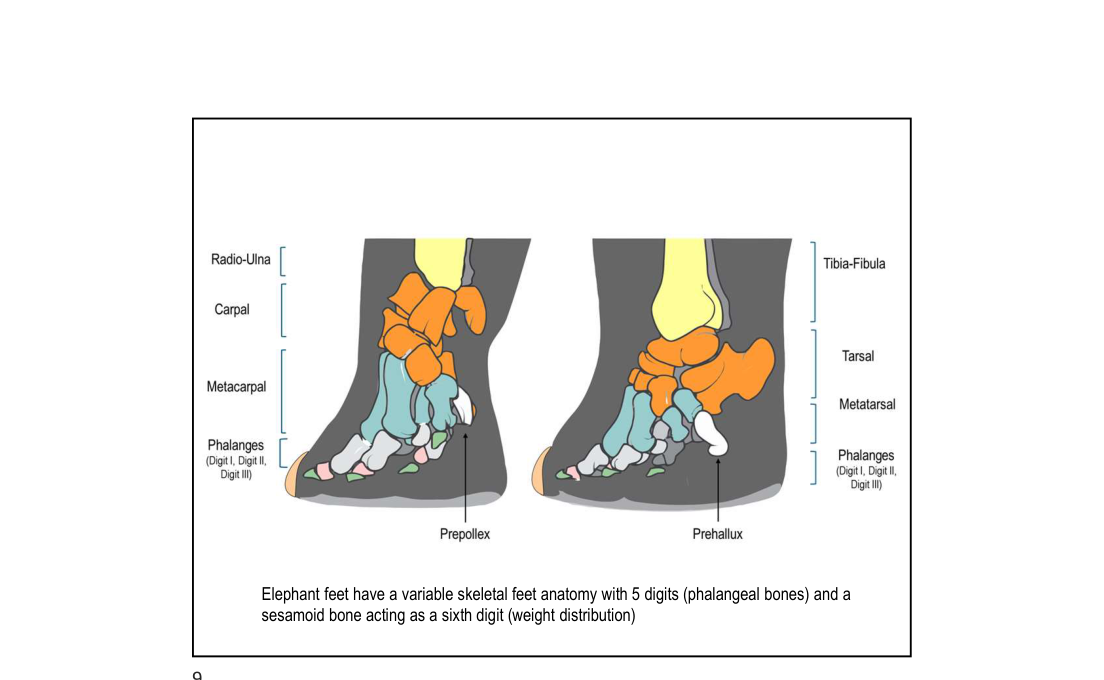 Radio-Ulna
Carpal
Metacarpal
Phalanges
(Digit I, Digit II,
Digit III)
Tibia-Fibula
Tarsal
Metatarsal
Phalanges
(Digit I, Digit II,
Digit III)
Prepollex
Prehallux
Elephant feet have a variable skeletal feet anatomy with 5 digits (phalangeal bones) and a
sesamoid bone acting as a sixth digit (weight distribution)
9